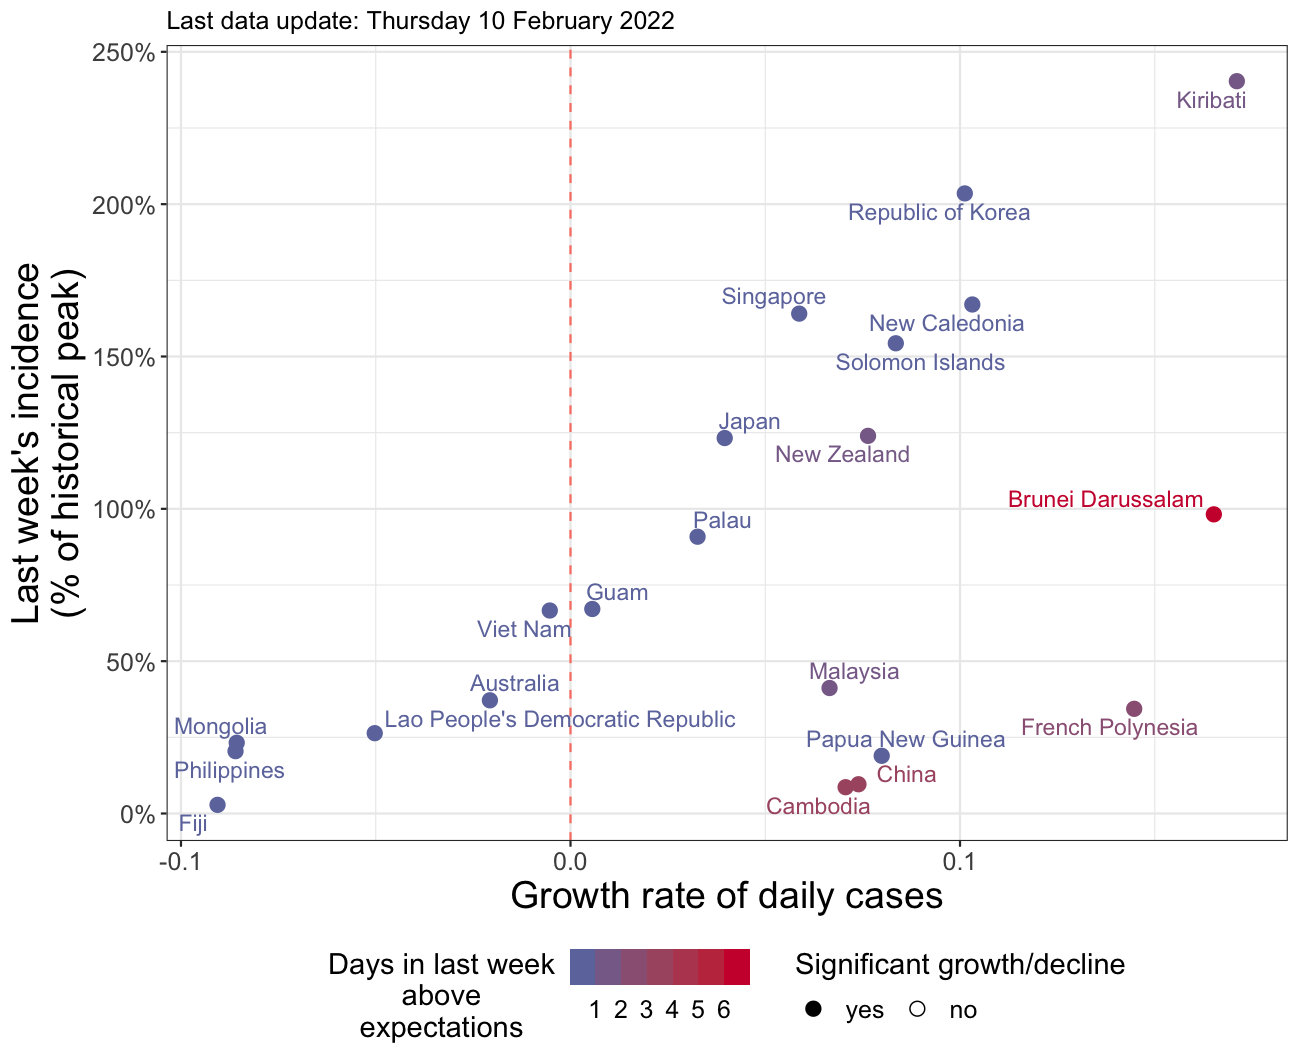 Last data update: Thursday 10 February 2022
Last week's incidence
(% of historical peak)
250%
200%
150%
100%
50%
0%
Kiribati
Republic of Korea
Singapore
New Caledonia
Solomon Islands
Japan
New Zealand
Brunei Darussalam
Palau
Guam
Viet Nam
Malaysia
Australia
Lao People's Democratic Republic
French Polynesia
Mongolia
Papua New Guinea
Philippines
China
Cambodia
Fiji
-0.1
0.0
0.1
Growth rate of daily cases
Days in last week
above
expectations
1 2 3 4 5 6
Significant growth/decline
yes no